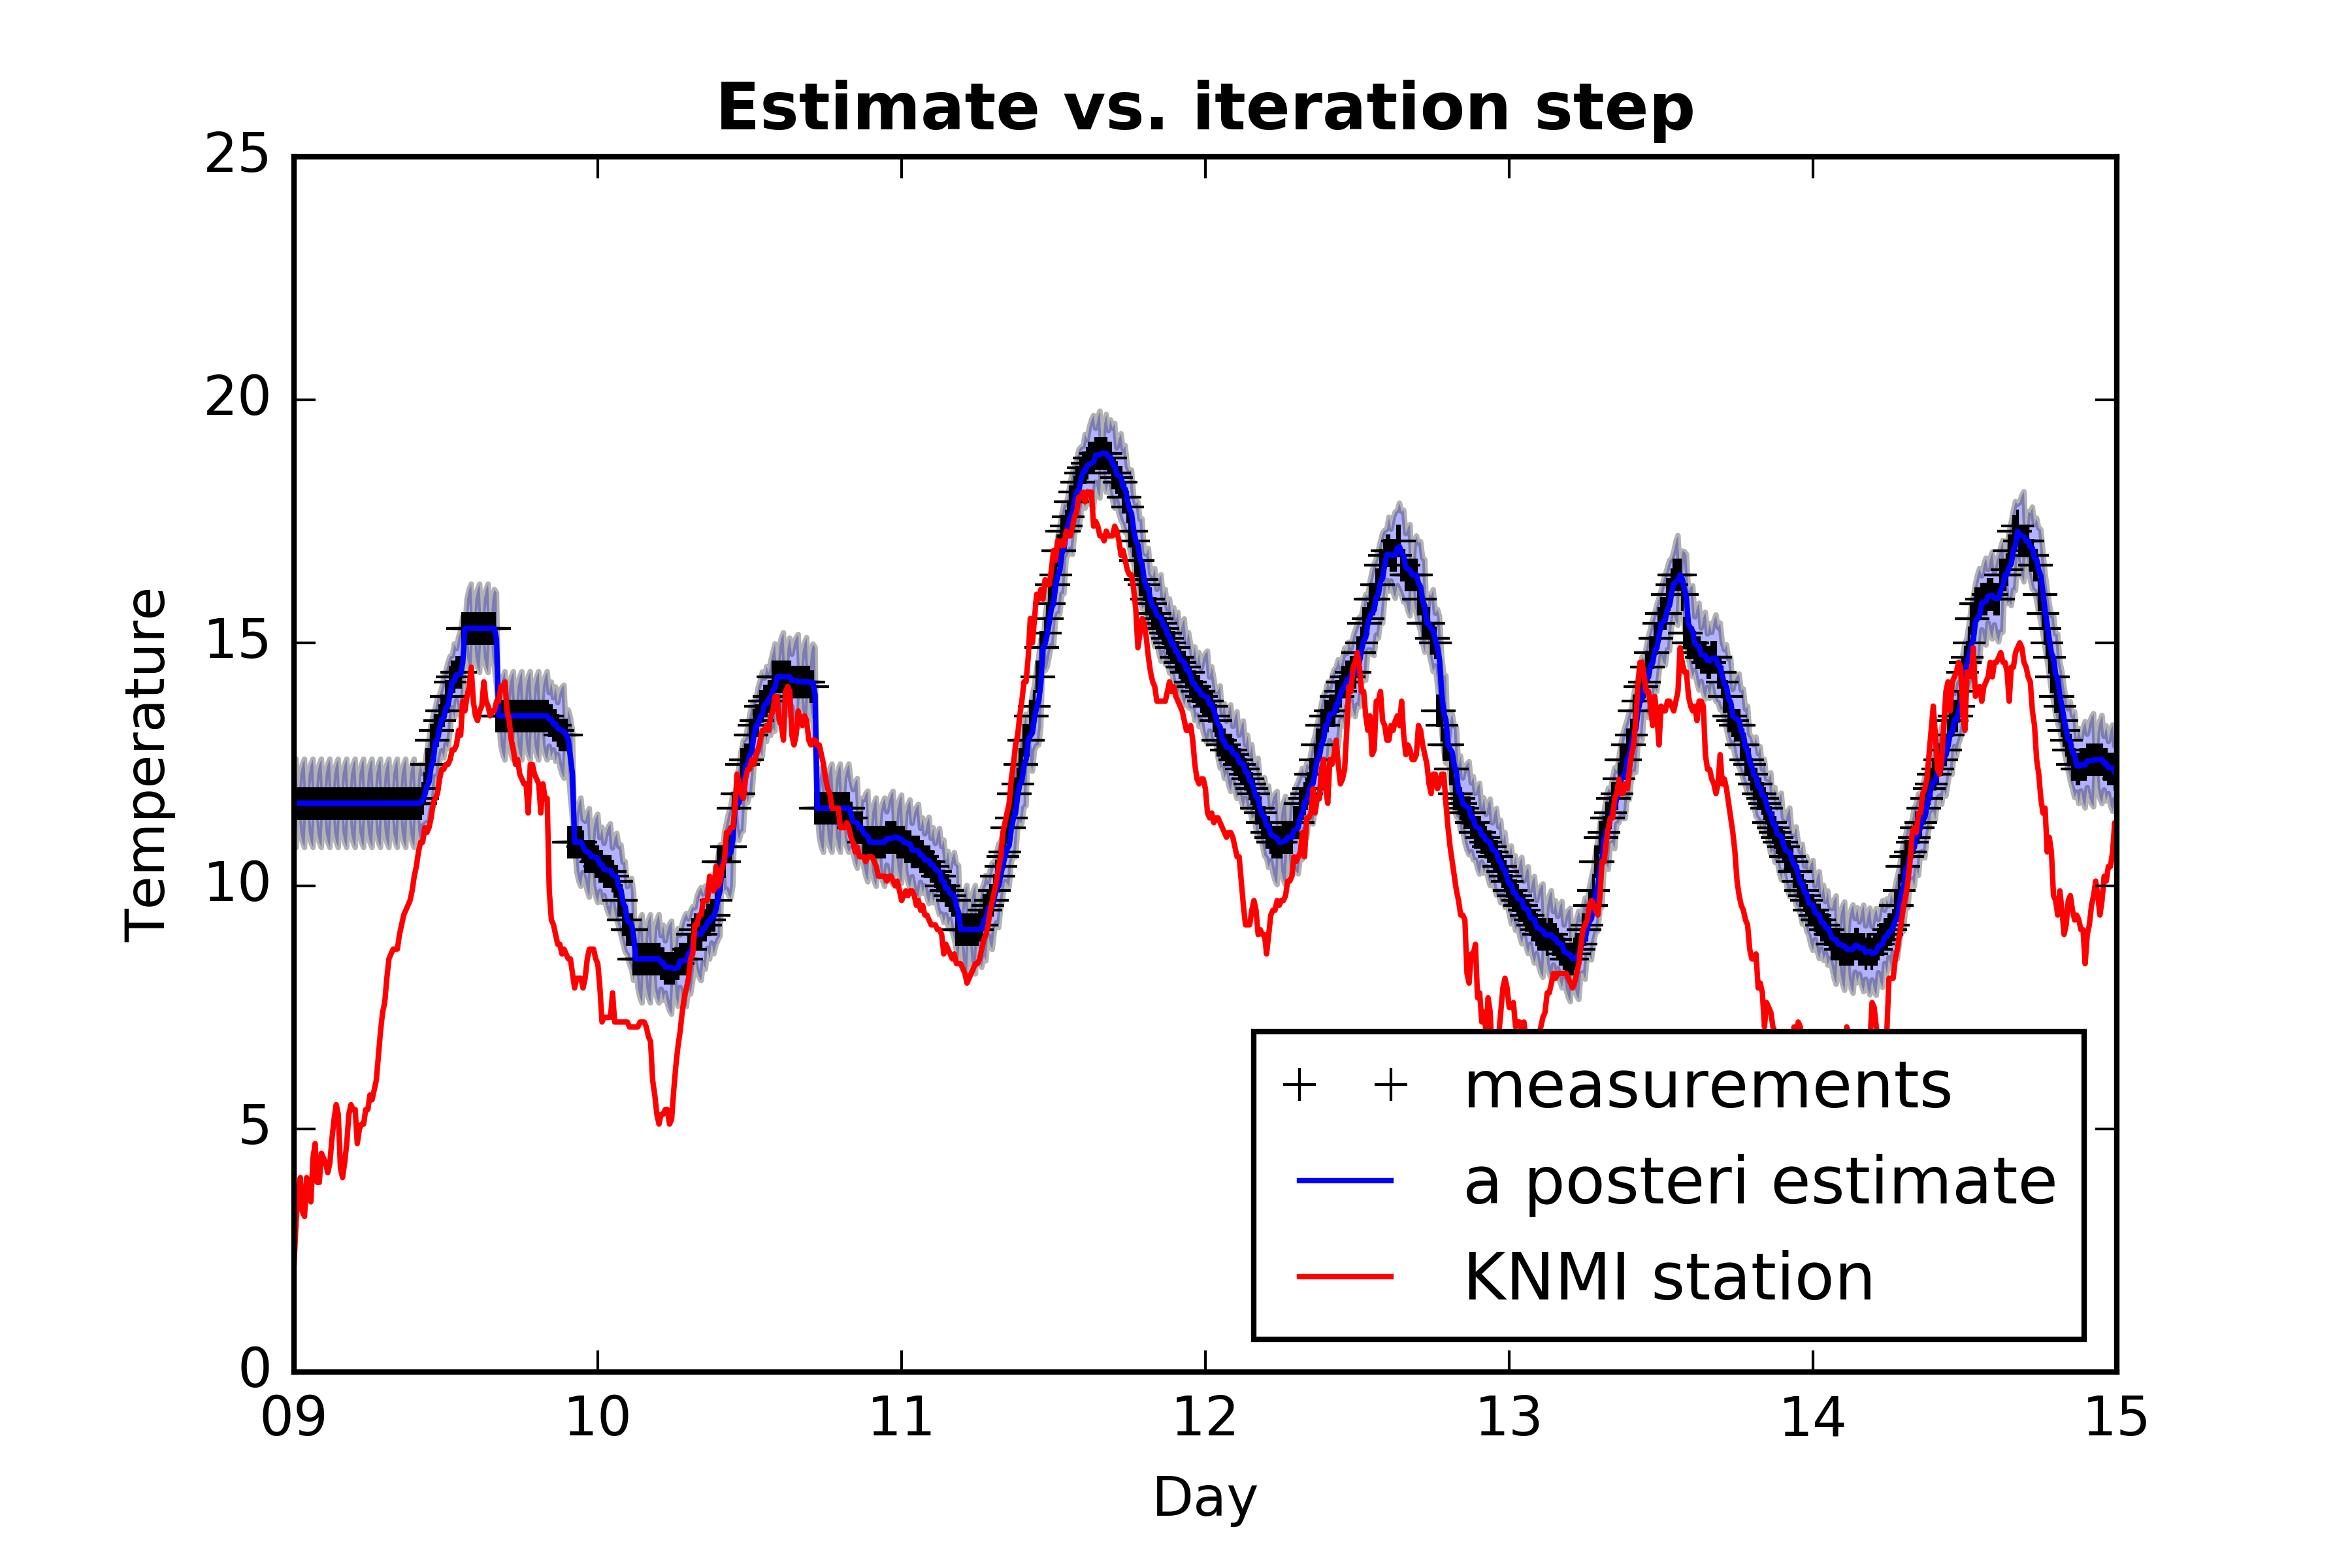 Estimate vs. iteration step
25
20
15
10
5
0
Temperature
09 10 11 12 13 14 15
Day
measurements
a posteri estimate
KNMI station